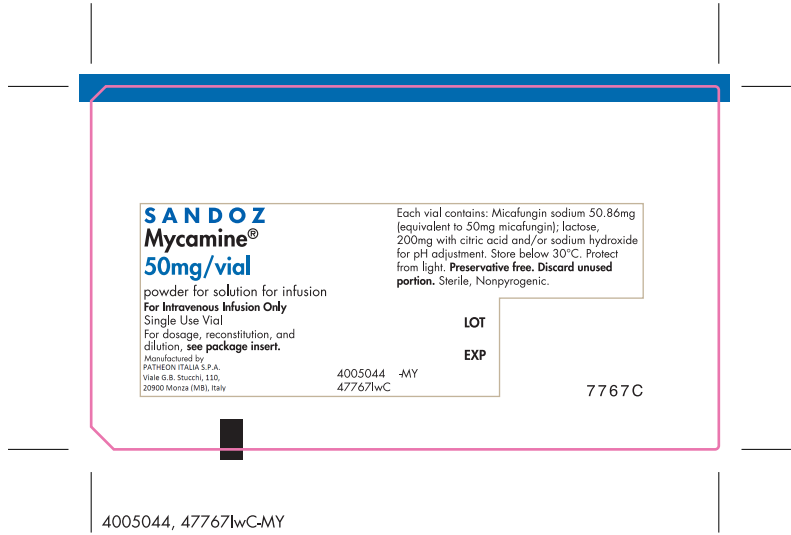 SANDOZ
Mycamine®
50mg/vial
powder for solution for infusion
For Intravenous Infusion Only
Single Use Vial
For dosage, reconstitution, and
dilution, see package insert.
Manufactured by
PATHEON ITALIA S.P.A.
Viale G.B. Stucchi, 110,
20900 Monza (MB), Italy
4005044 -MY
47767IwC
Each vial contains: Micafungin sodium 50.86mg
(equivalent to 50mg micafungin); lactose,
200mg with citric acid and/or sodium hydroxide
for pH adjustment. Store below 30°C. Protect
from light. Preservative free. Discard unused
portion. Sterile, Nonpyrogenic.
LOT
EXP
7767C
4005044, 47767IwC-MY